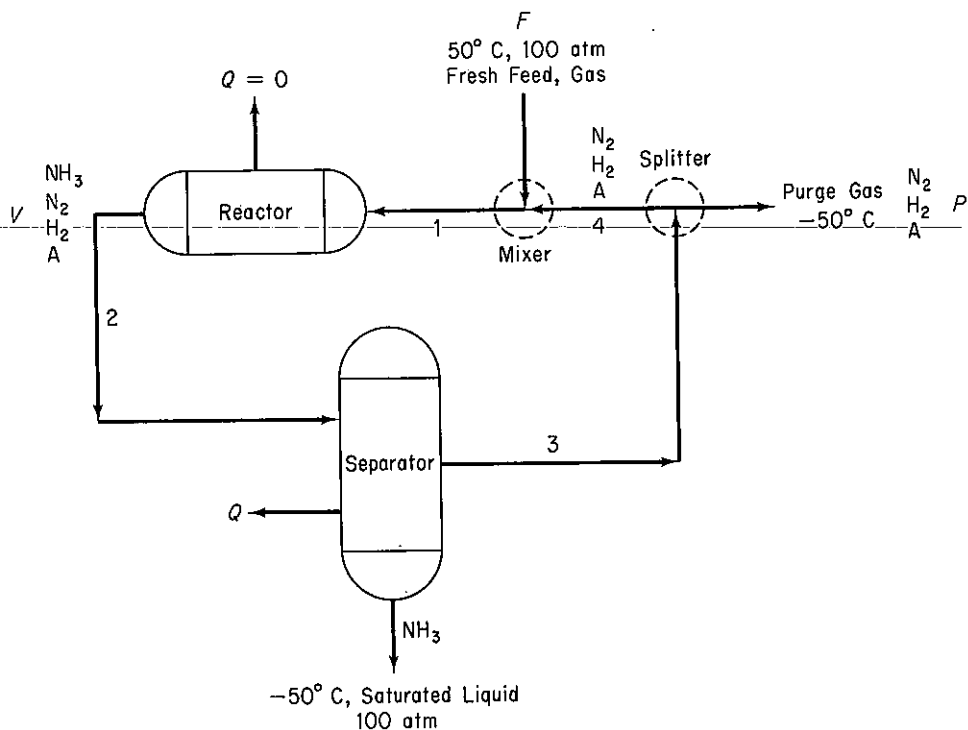 F
50° C, 100 atm
Fresh Feed, Gas
Q = 0
NH₃
N₂
H₂
A
V
Reactor
1
Mixer
N₂
H₂
A
4
Splitter
Purge Gas
−50° C
N₂
H₂
A
P
2
Separator
3
Q
NH₃
−50° C, Saturated Liquid
100 atm